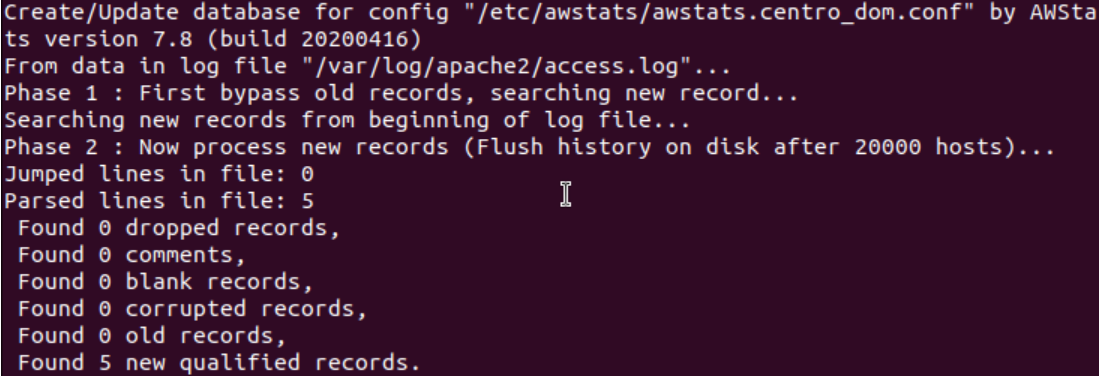 Create/Update database for config "/etc/awstats/awstats.centro_dom.conf" by AWSta
ts version 7.8 (build 20200416)
From data in log file "/var/log/apache2/access.log"...
Phase 1 : First bypass old records, searching new record...
Searching new records from beginning of log file...
Phase 2 : Now process new records (Flush history on disk after 20000 hosts)...
Jumped lines in file: 0
Parsed lines in file: 5
 Found 0 dropped records,
 Found 0 comments,
 Found 0 blank records,
 Found 0 corrupted records,
 Found 0 old records,
 Found 5 new qualified records.